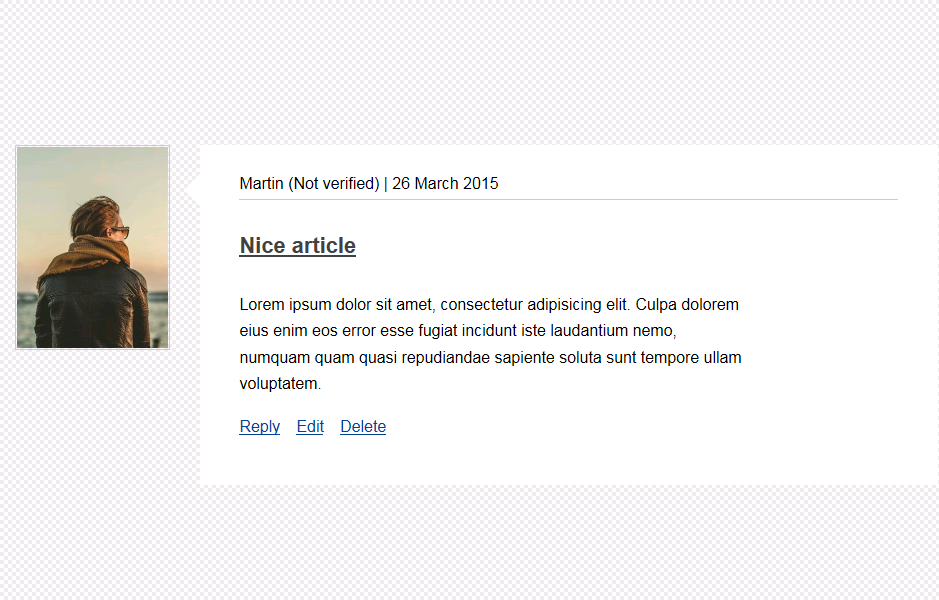 Martin (Not verified) | 26 March 2015
Nice article
Lorem ipsum dolor sit amet, consectetur adipisicing elit. Culpa dolorem
eius enim eos error esse fugiat incidunt iste laudantium nemo,
numquam quam quasi repudiandae sapiente soluta sunt tempore ullam
voluptatem.
Reply Edit Delete